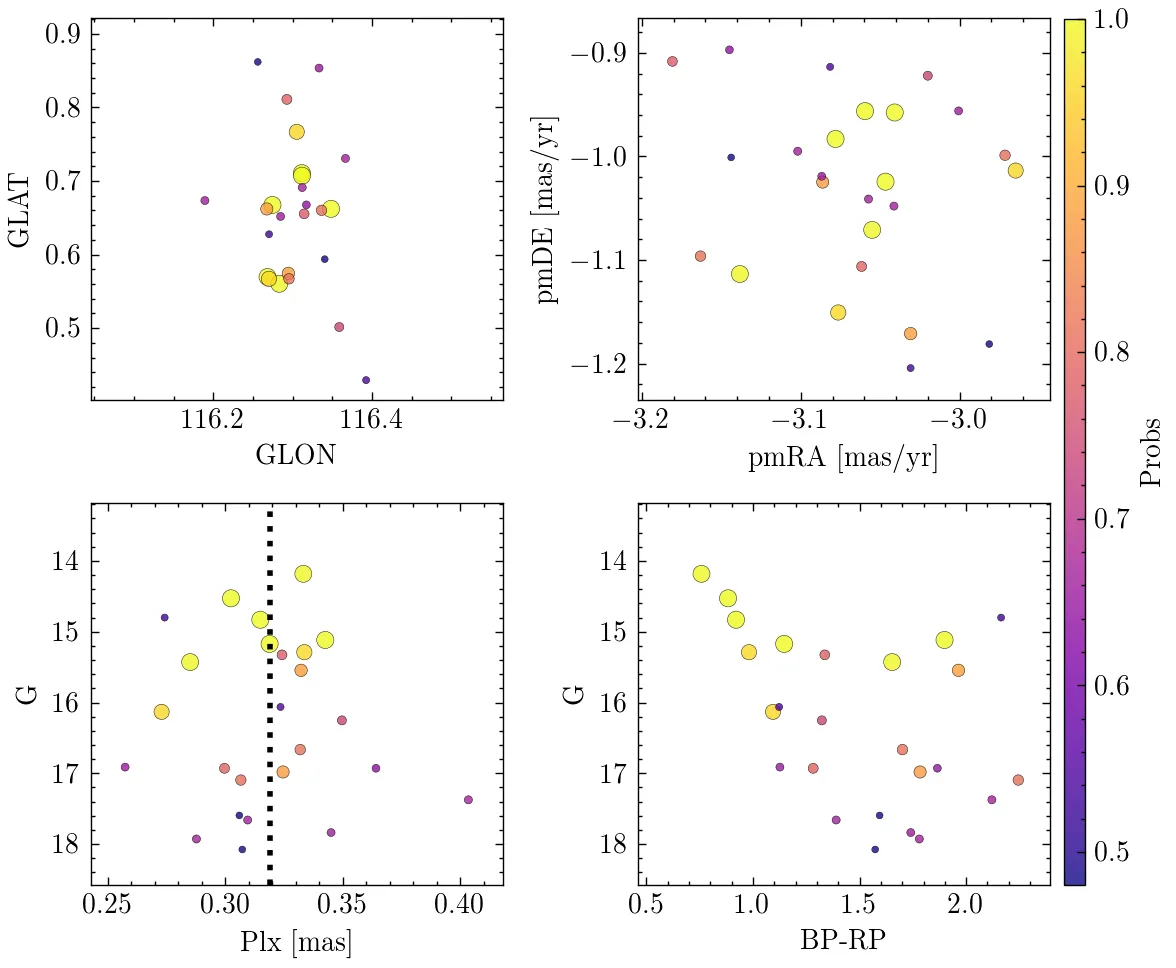 0.9
0.8
0.7
0.6
0.5
GLAT
116.2 116.4
GLON
−0.9
−1.0
−1.1
−1.2
pmDE [mas/yr]
−3.2 −3.1 −3.0
pmRA [mas/yr]
1.0
0.9
0.8
0.7
0.6
0.5
Probs
14
15
16
17
18
G
0.25 0.30 0.35 0.40
Plx [mas]
14
15
16
17
18
G
0.5 1.0 1.5 2.0
BP-RP